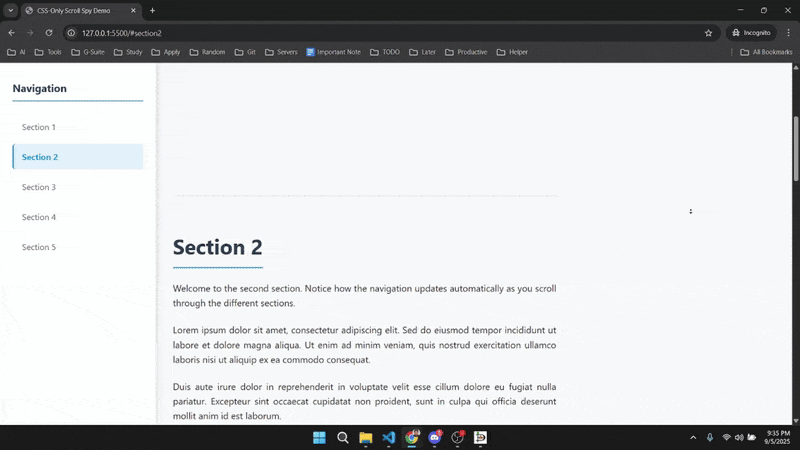 CSS-Only Scroll Spy Demo
127.0.0.1:5500/#section2
Incognito
AI Tools G-Suite Study Apply Random Git Servers Important Note TODO Later Productive Helper All Bookmarks
Navigation
Section 1
Section 2
Section 3
Section 4
Section 5
Section 2
Welcome to the second section. Notice how the navigation updates automatically as you scroll
through the different sections.
Lorem ipsum dolor sit amet, consectetur adipiscing elit. Sed do eiusmod tempor incididunt ut
labore et dolore magna aliqua. Ut enim ad minim veniam, quis nostrud exercitation ullamco
laboris nisi ut aliquip ex ea commodo consequat.
Duis aute irure dolor in reprehenderit in voluptate velit esse cillum dolore eu fugiat nulla
pariatur. Excepteur sint occaecat cupidatat non proident, sunt in culpa qui officia deserunt
mollit anim id est laborum.
9:35 PM
9/5/2025